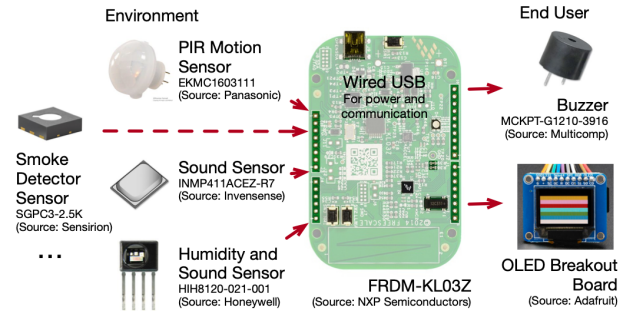 Environment
End User
PIR Motion
Sensor
EKMC1603111
(Source: Panasonic)
Wired USB
For power and
communication
Buzzer
MCKPT-G1210-3916
(Source: Multicomp)
Smoke
Detector
Sensor
SGPC3-2.5K
(Source: Sensirion)
...
Sound Sensor
INMP411ACEZ-R7
(Source: Invensense)
Humidity and
Sound Sensor
HIH8120-021-001
(Source: Honeywell)
©2014 FREESCALE
FRDM-KL03Z
(Source: NXP Semiconductors)
OLED Breakout
Board
(Source: Adafruit)